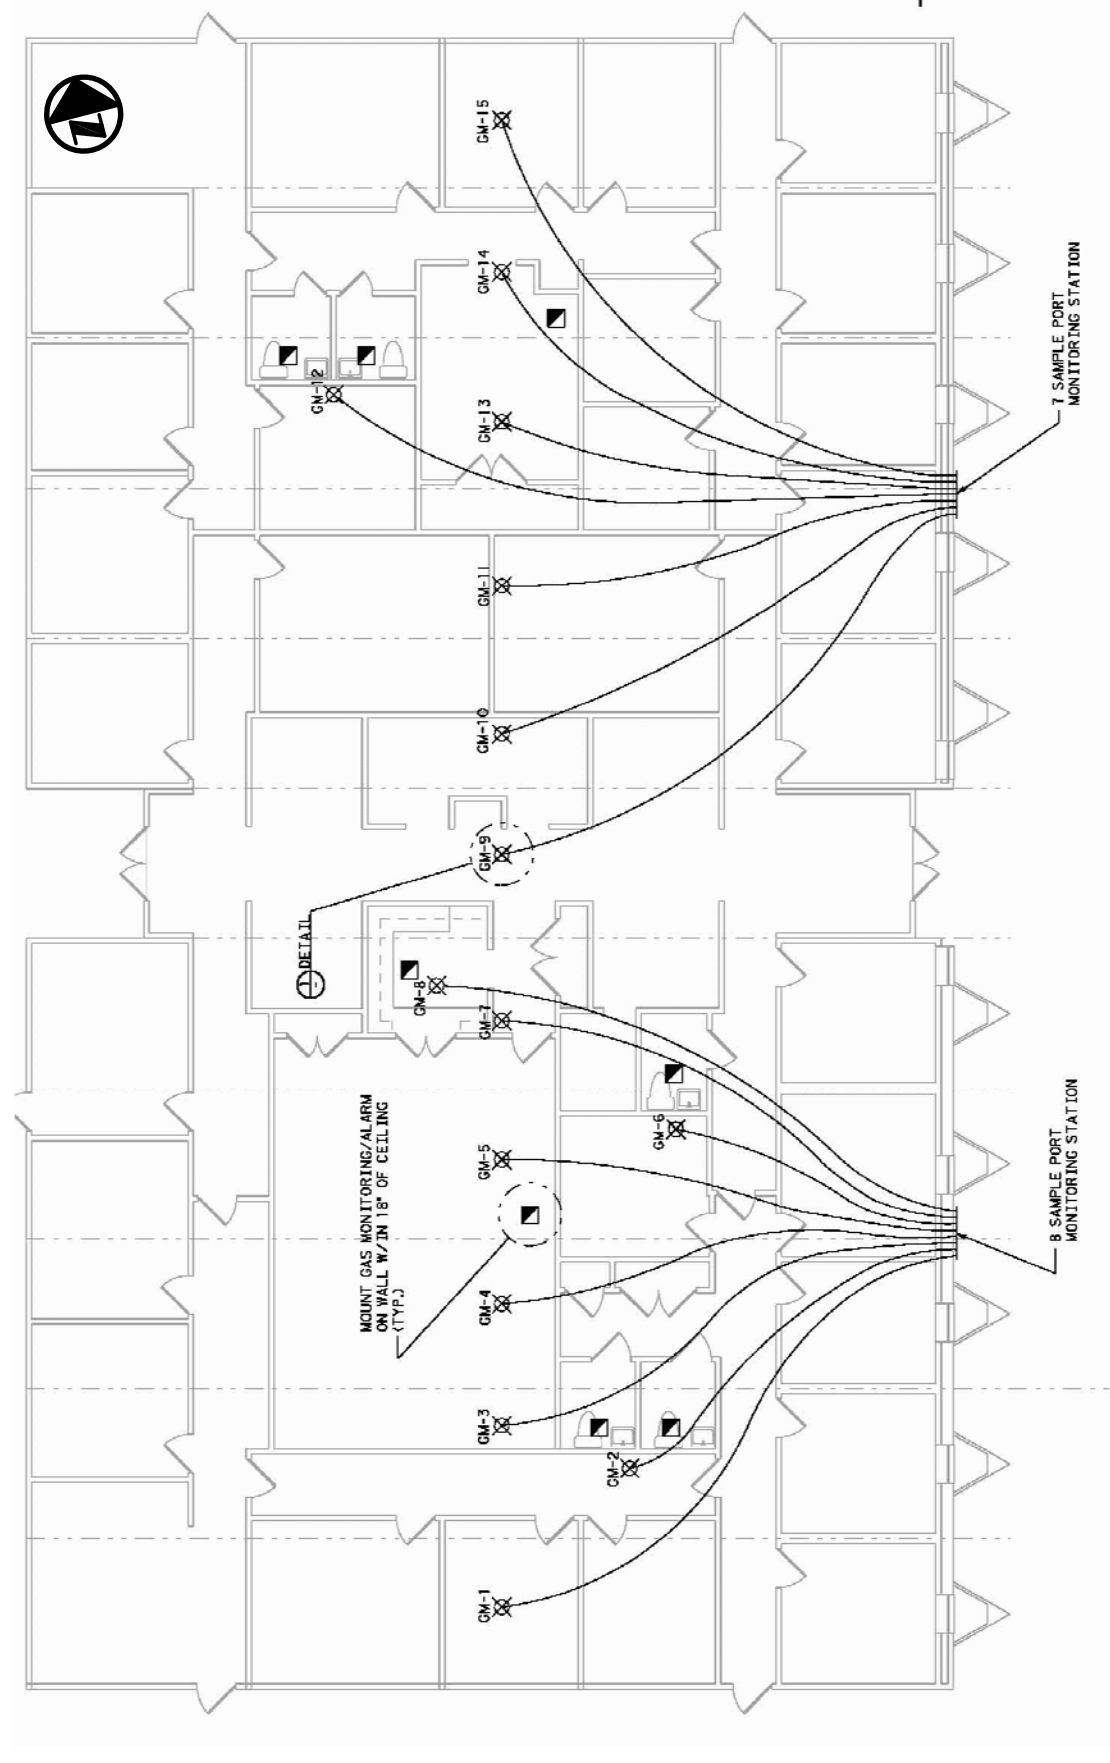 GM-15
GM-14
GM-12
GM-13
7 SAMPLE PORT
MONITORING STATION
GM-11
GM-10
GM-9
1
-
DETAIL
GM-8
GM-7
MOUNT GAS MONITORING/ALARM
ON WALL W/IN 18" OF CEILING
(TYP.)
GM-6
GM-5
8 SAMPLE PORT
MONITORING STATION
GM-4
GM-3
GM-2
GM-1
N